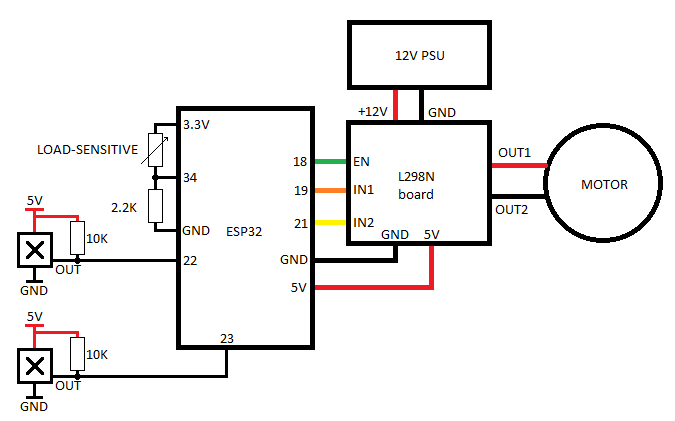 12V PSU
+12V
GND
3.3V
LOAD-SENSITIVE
OUT1
18
EN
L298N
board
34
MOTOR
19
IN1
5V
2.2K
OUT2
21
IN2
GND
ESP32
GND
5V
10K
OUT
22
GND
GND
5V
5V
23
10K
OUT
GND